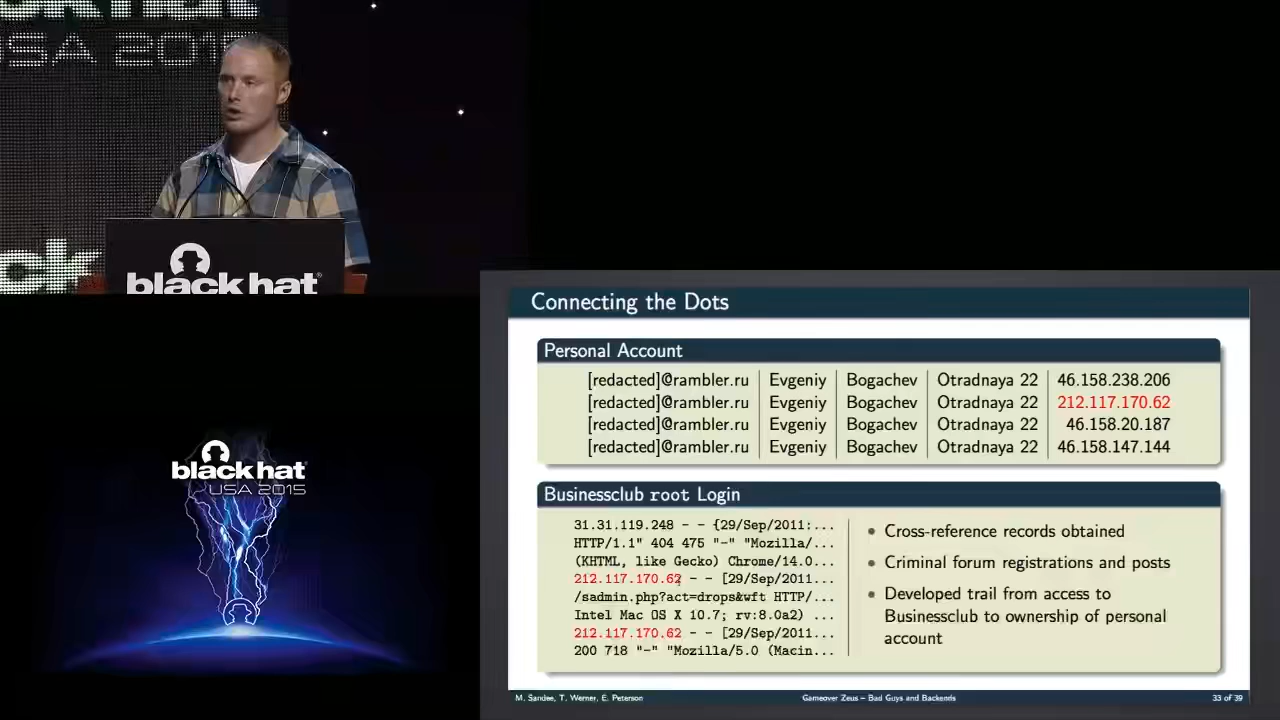 USA 2015
black hat
black hat
USA 2015
Connecting the Dots
Personal Account
[redacted]@rambler.ru Evgeniy Bogachev Otradnaya 22 46.158.238.206
[redacted]@rambler.ru Evgeniy Bogachev Otradnaya 22 212.117.170.62
[redacted]@rambler.ru Evgeniy Bogachev Otradnaya 22 46.158.20.187
[redacted]@rambler.ru Evgeniy Bogachev Otradnaya 22 46.158.147.144
Businessclub root Login
31.31.119.248 - - {29/Sep/2011:...
HTTP/1.1" 404 475 "-" "Mozilla/...
(KHTML, like Gecko) Chrome/14.0...
212.117.170.62 - - [29/Sep/2011...
/sadmin.php?act=drops&wft HTTP/...
Intel Mac OS X 10.7; rv:8.0a2) ...
212.117.170.62 - - [29/Sep/2011...
200 718 "-" "Mozilla/5.0 (Macin...
• Cross-reference records obtained
• Criminal forum registrations and posts
• Developed trail from access to
Businessclub to ownership of personal
account
M. Sandee, T. Werner, E. Peterson Gameover Zeus – Bad Guys and Backends 33 of 39